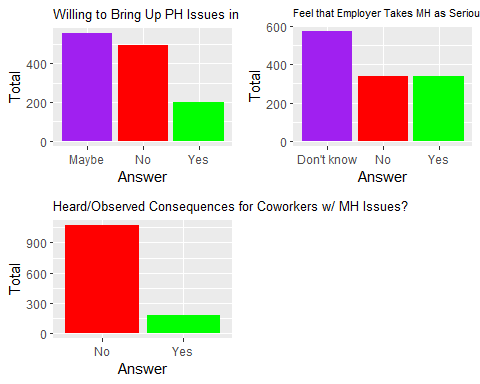 Willing to Bring Up PH Issues in
Total
400
200
0
Maybe No Yes
Answer
Feel that Employer Takes MH as Seriou
Total
600
400
200
0
Don't know No Yes
Answer
Heard/Observed Consequences for Coworkers w/ MH Issues?
Total
900
600
300
0
No Yes
Answer